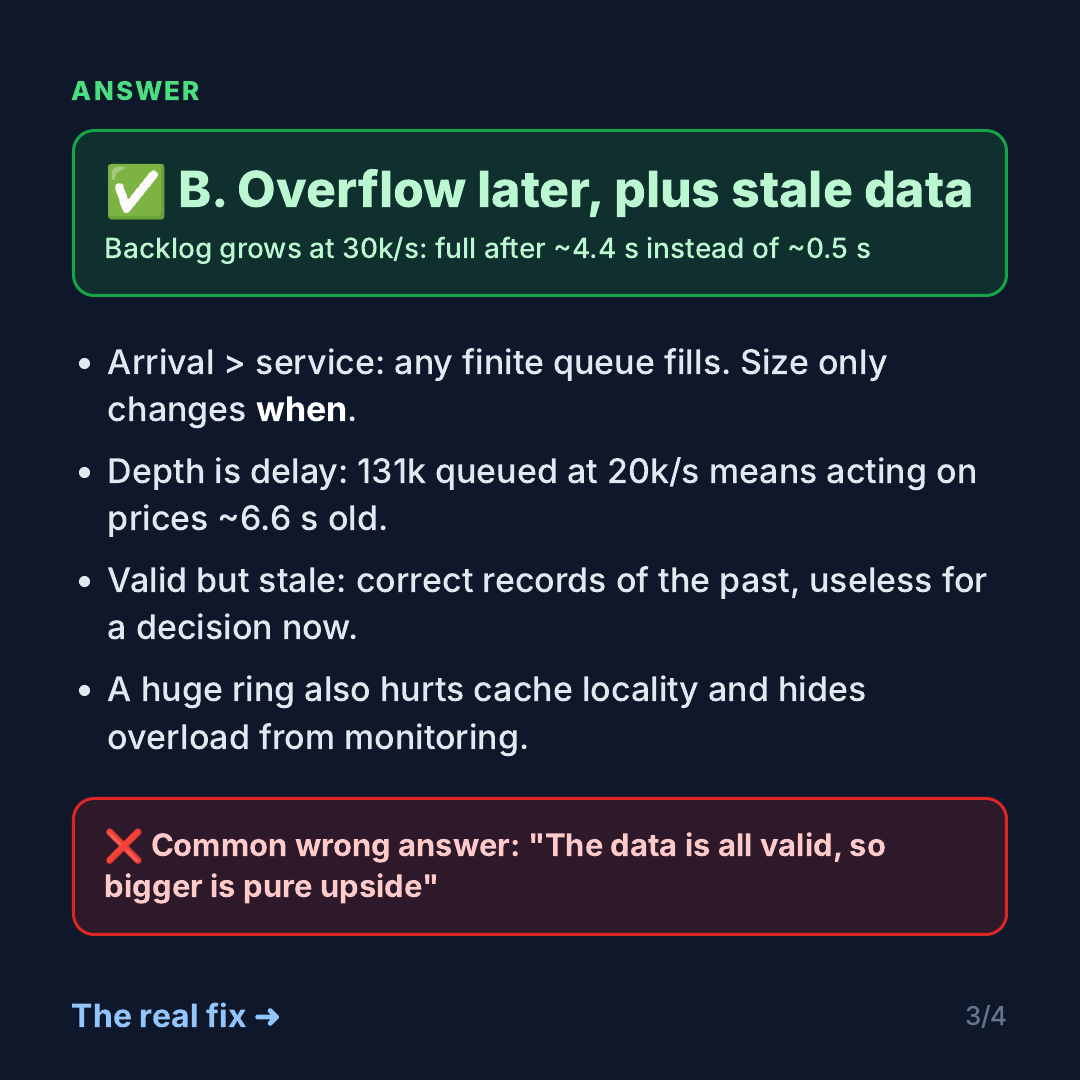 ANSWER
✅ B. Overflow later, plus stale data
Backlog grows at 30k/s: full after ~4.4 s instead of ~0.5 s
• Arrival > service: any finite queue fills. Size only
changes when.
• Depth is delay: 131k queued at 20k/s means acting on
prices ~6.6 s old.
• Valid but stale: correct records of the past, useless for
a decision now.
• A huge ring also hurts cache locality and hides
overload from monitoring.
❌ Common wrong answer: "The data is all valid, so
bigger is pure upside"
The real fix ➜
3/4